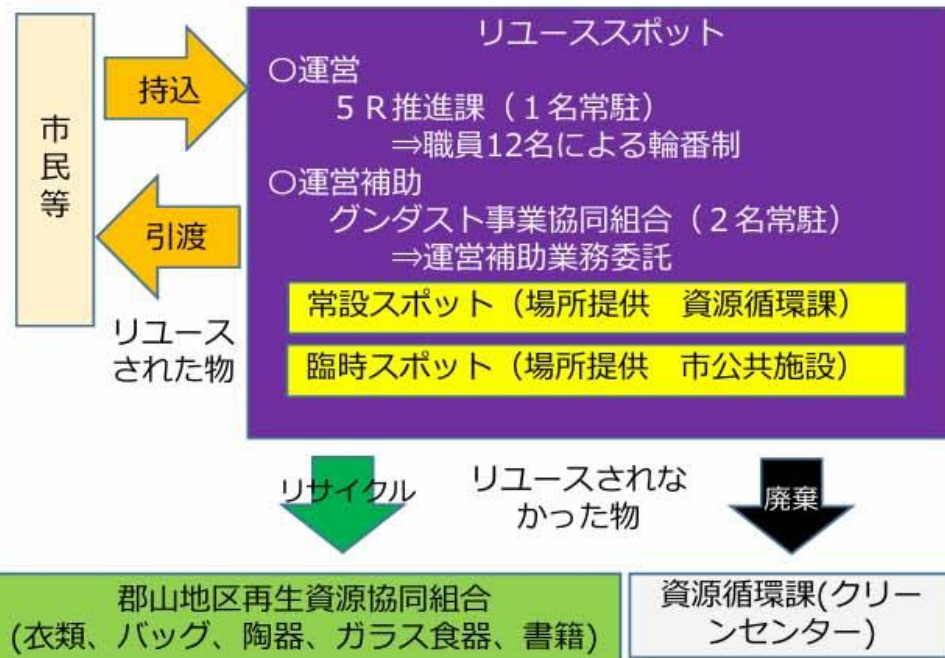 リユーススポット
〇運営
５Ｒ推進課（１名常駐）
⇒職員12名による輪番制
〇運営補助
グンダスト事業協同組合（２名常駐）
⇒運営補助業務委託
常設スポット（場所提供　資源循環課）
臨時スポット（場所提供　市公共施設）
市
民
等
持込
引渡
リユース
された物
リサイクル
リユースされな
かった物
廃棄
郡山地区再生資源協同組合
(衣類、バッグ、陶器、ガラス食器、書籍)
資源循環課(クリー
ンセンター)